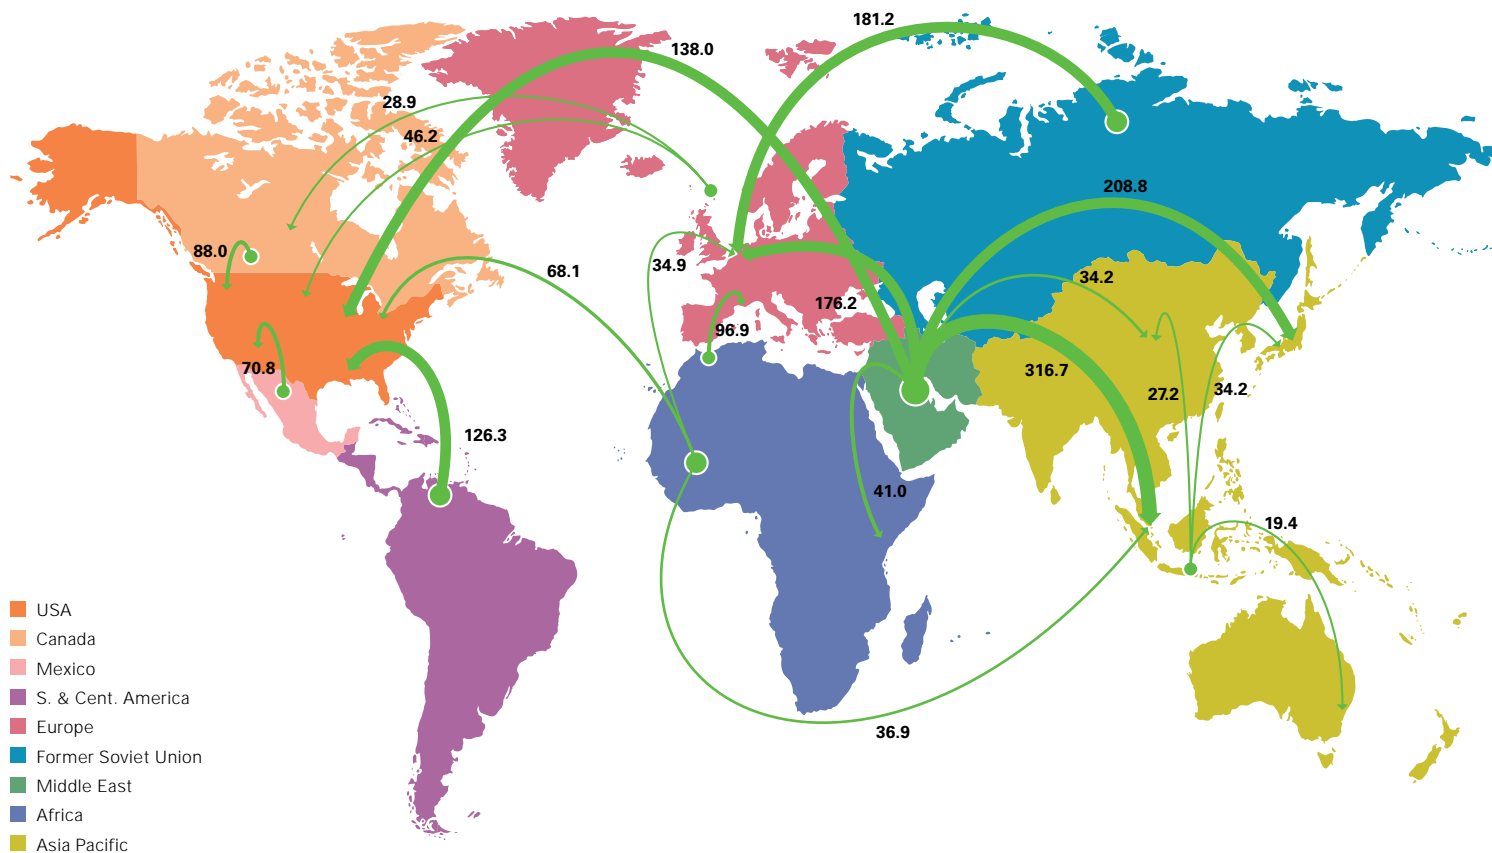 181.2
138.0
28.9
46.2
208.8
88.0
68.1
34.9
34.2
176.2
96.9
70.8
316.7
27.2
34.2
126.3
41.0
19.4
36.9
USA
Canada
Mexico
S. & Cent. America
Europe
Former Soviet Union
Middle East
Africa
Asia Pacific